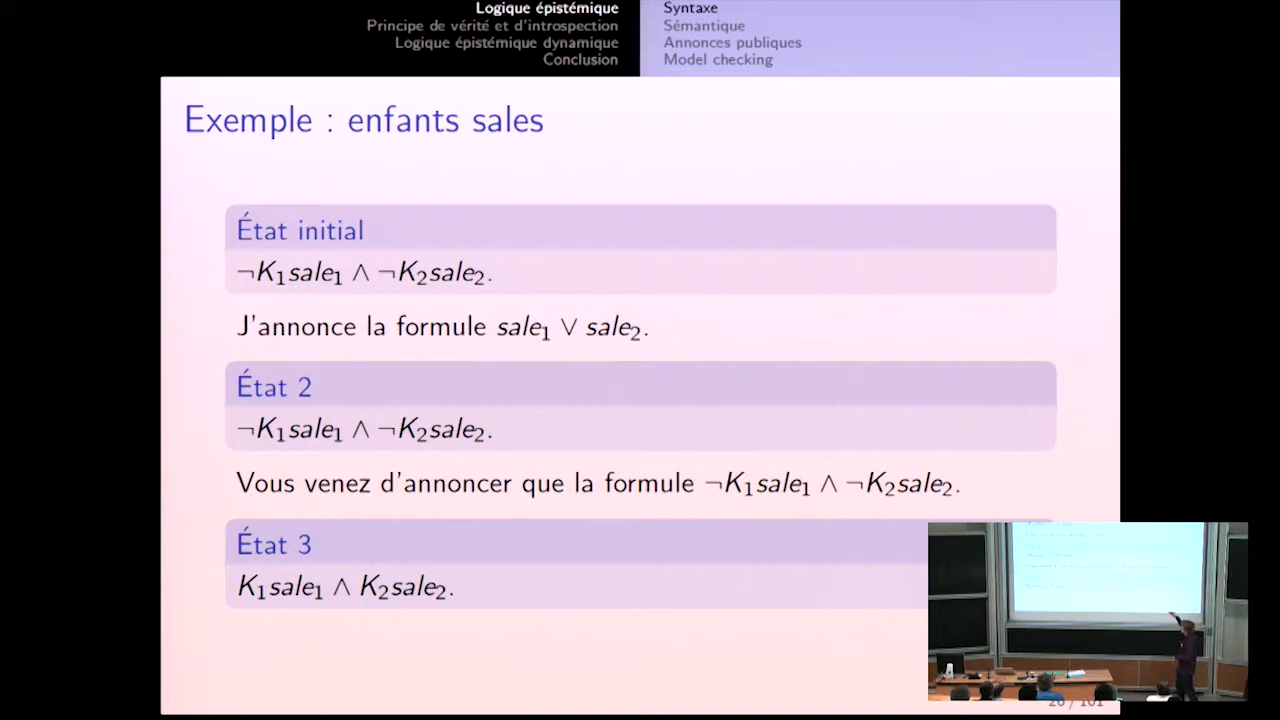 Logique épistémique
Principe de vérité et d'introspection
Logique épistémique dynamique
Conclusion
Syntaxe
Sémantique
Annonces publiques
Model checking
Exemple : enfants sales
État initial
¬K₁sale₁ ∧ ¬K₂sale₂.
J'annonce la formule sale₁ ∨ sale₂.
État 2
¬K₁sale₁ ∧ ¬K₂sale₂.
Vous venez d'annoncer que la formule ¬K₁sale₁ ∧ ¬K₂sale₂.
État 3
K₁sale₁ ∧ K₂sale₂.